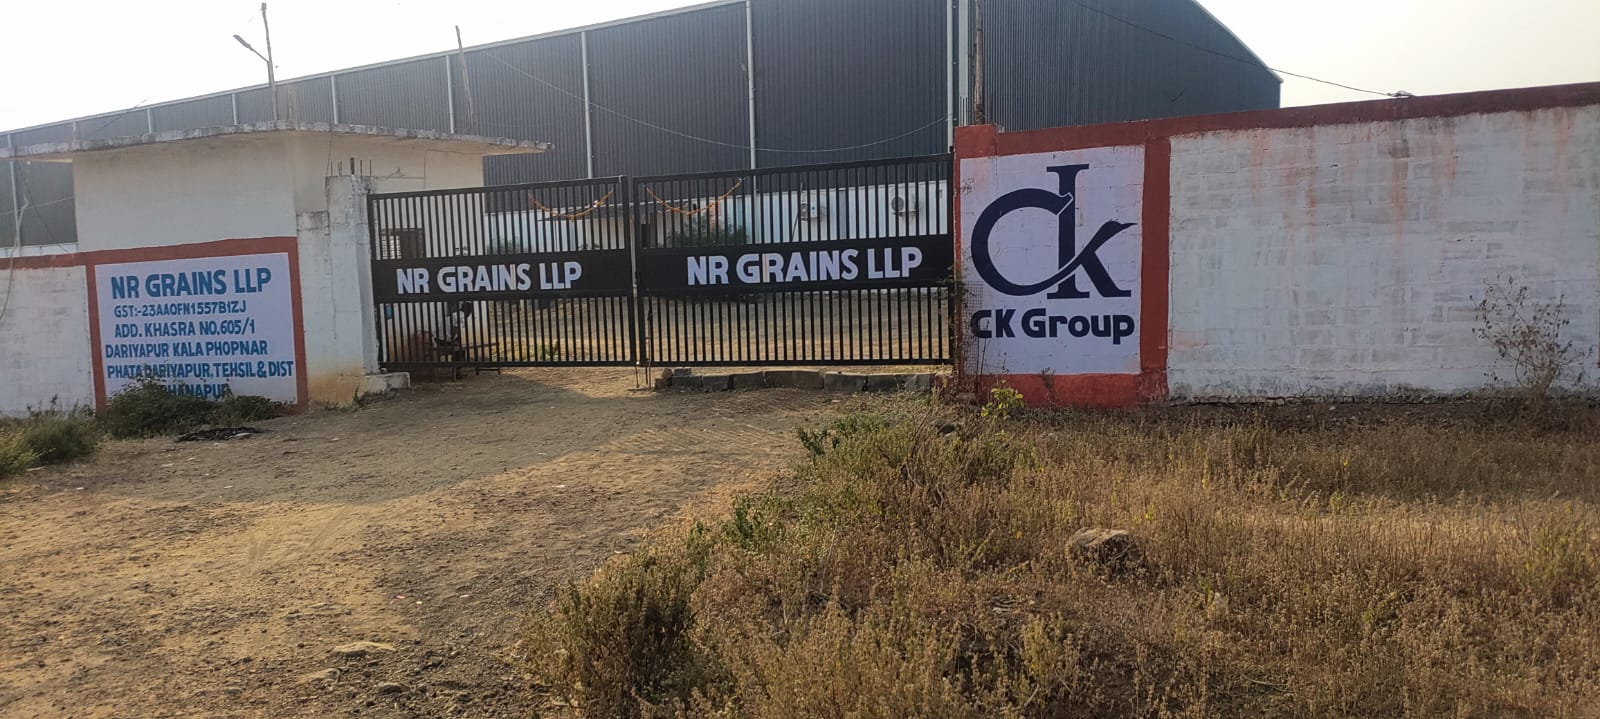 NR GRAINS LLP
GST:-23AAOFN1557B1ZJ
ADD. KHASRA NO.605/1
DARIYAPUR KALA PHOPNAR
PHATA DARIYAPUR, TEHSIL & DIST
NR GRAINS LLP
NR GRAINS LLP
CK
CK Group